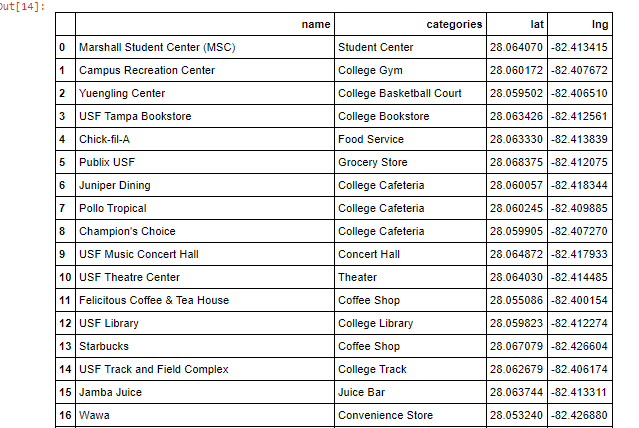 Out[14]:
name categories lat lng
0 Marshall Student Center (MSC) Student Center 28.064070 -82.413415
1 Campus Recreation Center College Gym 28.060172 -82.407672
2 Yuengling Center College Basketball Court 28.059502 -82.406510
3 USF Tampa Bookstore College Bookstore 28.063426 -82.412561
4 Chick-fil-A Food Service 28.063330 -82.413839
5 Publix USF Grocery Store 28.068375 -82.412075
6 Juniper Dining College Cafeteria 28.060057 -82.418344
7 Pollo Tropical College Cafeteria 28.060245 -82.409885
8 Champion's Choice College Cafeteria 28.059905 -82.407270
9 USF Music Concert Hall Concert Hall 28.064872 -82.417933
10 USF Theatre Center Theater 28.064030 -82.414485
11 Felicitous Coffee & Tea House Coffee Shop 28.055086 -82.400154
12 USF Library College Library 28.059823 -82.412274
13 Starbucks Coffee Shop 28.067079 -82.426604
14 USF Track and Field Complex College Track 28.062679 -82.406174
15 Jamba Juice Juice Bar 28.063744 -82.413311
16 Wawa Convenience Store 28.053240 -82.426880